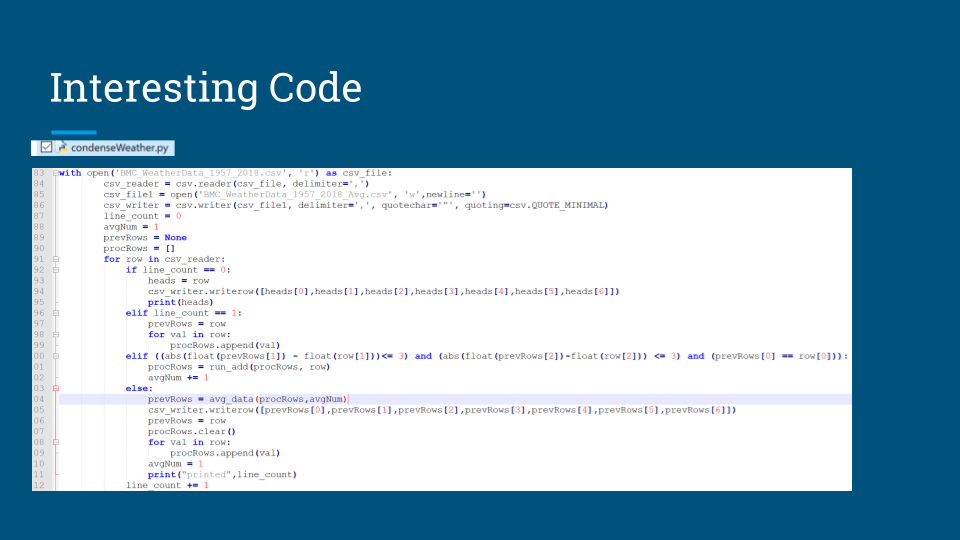 Interesting Code
condenseWeather.py
83 with open('BMC_WeatherData_1957_2018.csv', 'r') as csv_file:
84 csv_reader = csv.reader(csv_file, delimiter=',')
85 csv_file1 = open('BMC_WeatherData_1957_2018_Avg.csv', 'w',newline='')
86 csv_writer = csv.writer(csv_file1, delimiter=',', quotechar='"', quoting=csv.QUOTE_MINIMAL)
87 line_count = 0
88 avgNum = 1
89 prevRows = None
90 procRows = []
91 for row in csv_reader:
92 if line_count == 0:
93 heads = row
94 csv_writer.writerow([heads[0],heads[1],heads[2],heads[3],heads[4],heads[5],heads[6]])
95 print(heads)
96 elif line_count == 1:
97 prevRows = row
98 for val in row:
99 procRows.append(val)
00 elif ((abs(float(prevRows[1]) - float(row[1]))<= 3) and (abs(float(prevRows[2])-float(row[2])) <= 3) and (prevRows[0] == row[0])):
01 procRows = run_add(procRows, row)
02 avgNum += 1
03 else:
04 prevRows = avg_data(procRows,avgNum)
05 csv_writer.writerow([prevRows[0],prevRows[1],prevRows[2],prevRows[3],prevRows[4],prevRows[5],prevRows[6]])
06 prevRows = row
07 procRows.clear()
08 for val in row:
09 procRows.append(val)
10 avgNum = 1
11 print("printed",line_count)
12 line_count += 1